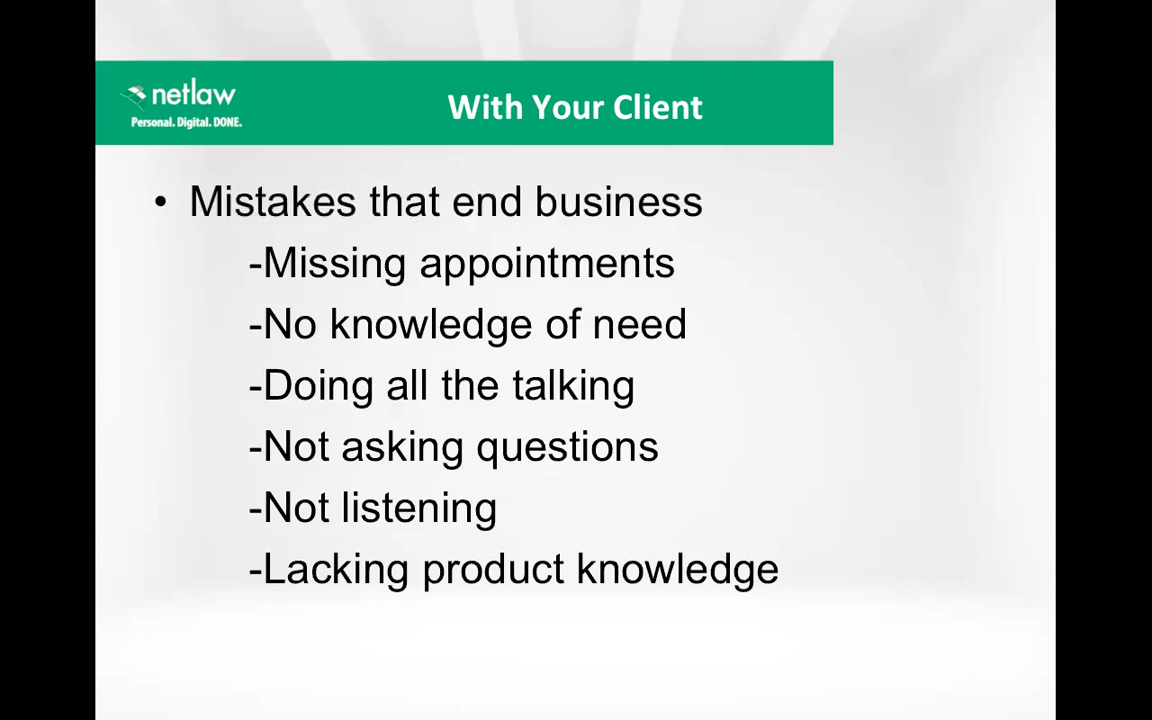 netlaw
Personal. Digital. DONE.
With Your Client
• Mistakes that end business
-Missing appointments
-No knowledge of need
-Doing all the talking
-Not asking questions
-Not listening
-Lacking product knowledge